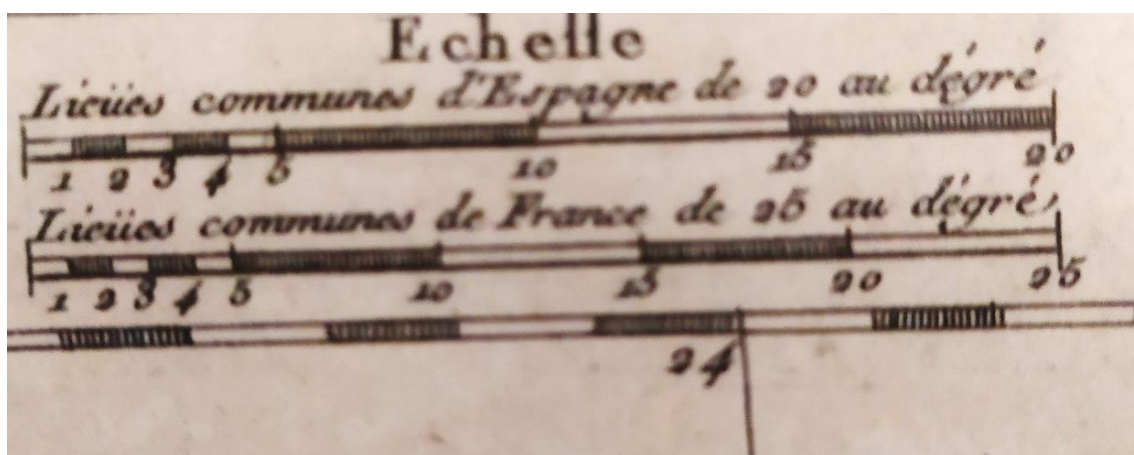 Echelle
Lieües communes d'Espagne de 20 au dégré
1 2 3 4 5 10 15 20
Lieües communes de France de 25 au dégré
1 2 3 4 5 10 15 20 25
24